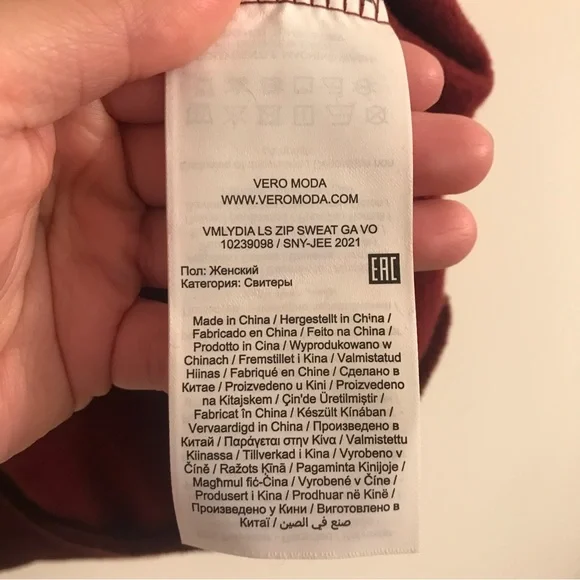 VERO MODA
WWW.VEROMODA.COM
VMLYDIA LS ZIP SWEAT GA VO
10239098 / SNY-JEE 2021
EAC
Пол: Женский
Категория: Свитеры
Made in China / Hergestellt in China /
Fabricado en China / Feito na China /
Prodotto in Cina / Wyprodukowano w
Chinach / Fremstillet i Kina / Valmistatud
Hiinas / Fabriqué en Chine / Сделано в
Китае / Proizvedeno u Kini / Proizvedeno
na Kitajskem / Çin'de Üretilmiştir /
Fabricat în China / Készült Kínában /
Vervaardigd in China / Произведено в
Китай / Παράγεται στην Κίνα / Valmistettu
Kiinassa / Tillverkad i Kina / Vyrobeno v
Číně / Ražots Ķīnā / Pagaminta Kinijoje /
Magħmul fiċ-Ċina / Vyrobené v Číne /
Produsert i Kina / Prodhuar në Kinë /
Произведено у Кини / Виготовлено в
Китаї / صنع في الصين /